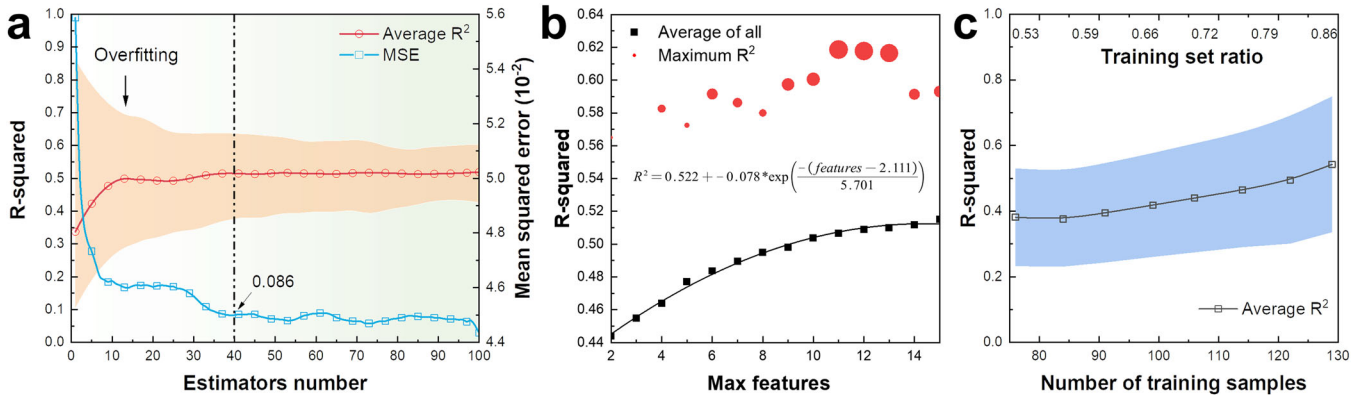 a
R-squared
1.0
0.9
0.8
0.7
0.6
0.5
0.4
0.3
0.2
0.1
0.0
Overfitting
Average R²
MSE
0.086
5.6
5.4
5.2
5.0
4.8
4.6
4.4
Mean squared error (10⁻²)
0 10 20 30 40 50 60 70 80 90 100
Estimators number
b
R-squared
0.64
0.62
0.60
0.58
0.56
0.54
0.52
0.50
0.48
0.46
0.44
Average of all
Maximum R²
R² = 0.522 + −0.078 *exp(−(features − 2.111)/5.701)
2 4 6 8 10 12 14
Max features
c
R-squared
1.0
0.8
0.6
0.4
0.2
0.0
0.53 0.59 0.66 0.72 0.79 0.86
Training set ratio
Average R²
80 90 100 110 120 130
Number of training samples